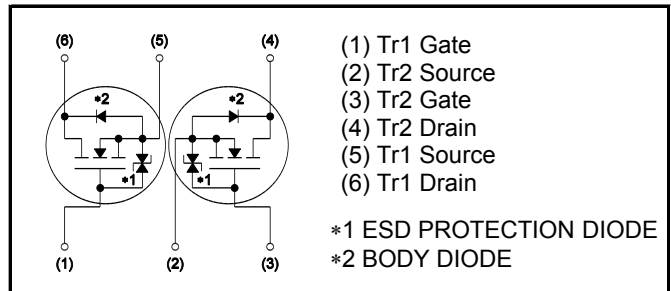 (6) (5) (4)
∗2 ∗2
∗1 ∗1
(1) (2) (3)
(1) Tr1 Gate
(2) Tr2 Source
(3) Tr2 Gate
(4) Tr2 Drain
(5) Tr1 Source
(6) Tr1 Drain
∗1 ESD PROTECTION DIODE
∗2 BODY DIODE